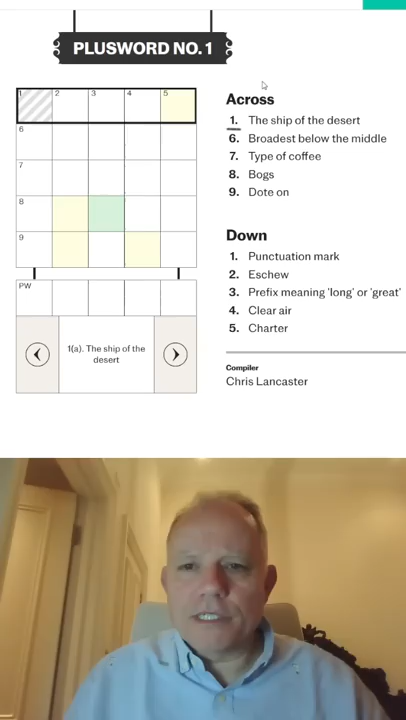 PLUSWORD NO. 1
1
2
3
4
5
6
7
8
9
PW
1(a). The ship of the
desert
Across
1. The ship of the desert
6. Broadest below the middle
7. Type of coffee
8. Bogs
9. Dote on
Down
1. Punctuation mark
2. Eschew
3. Prefix meaning 'long' or 'great'
4. Clear air
5. Charter
Compiler
Chris Lancaster